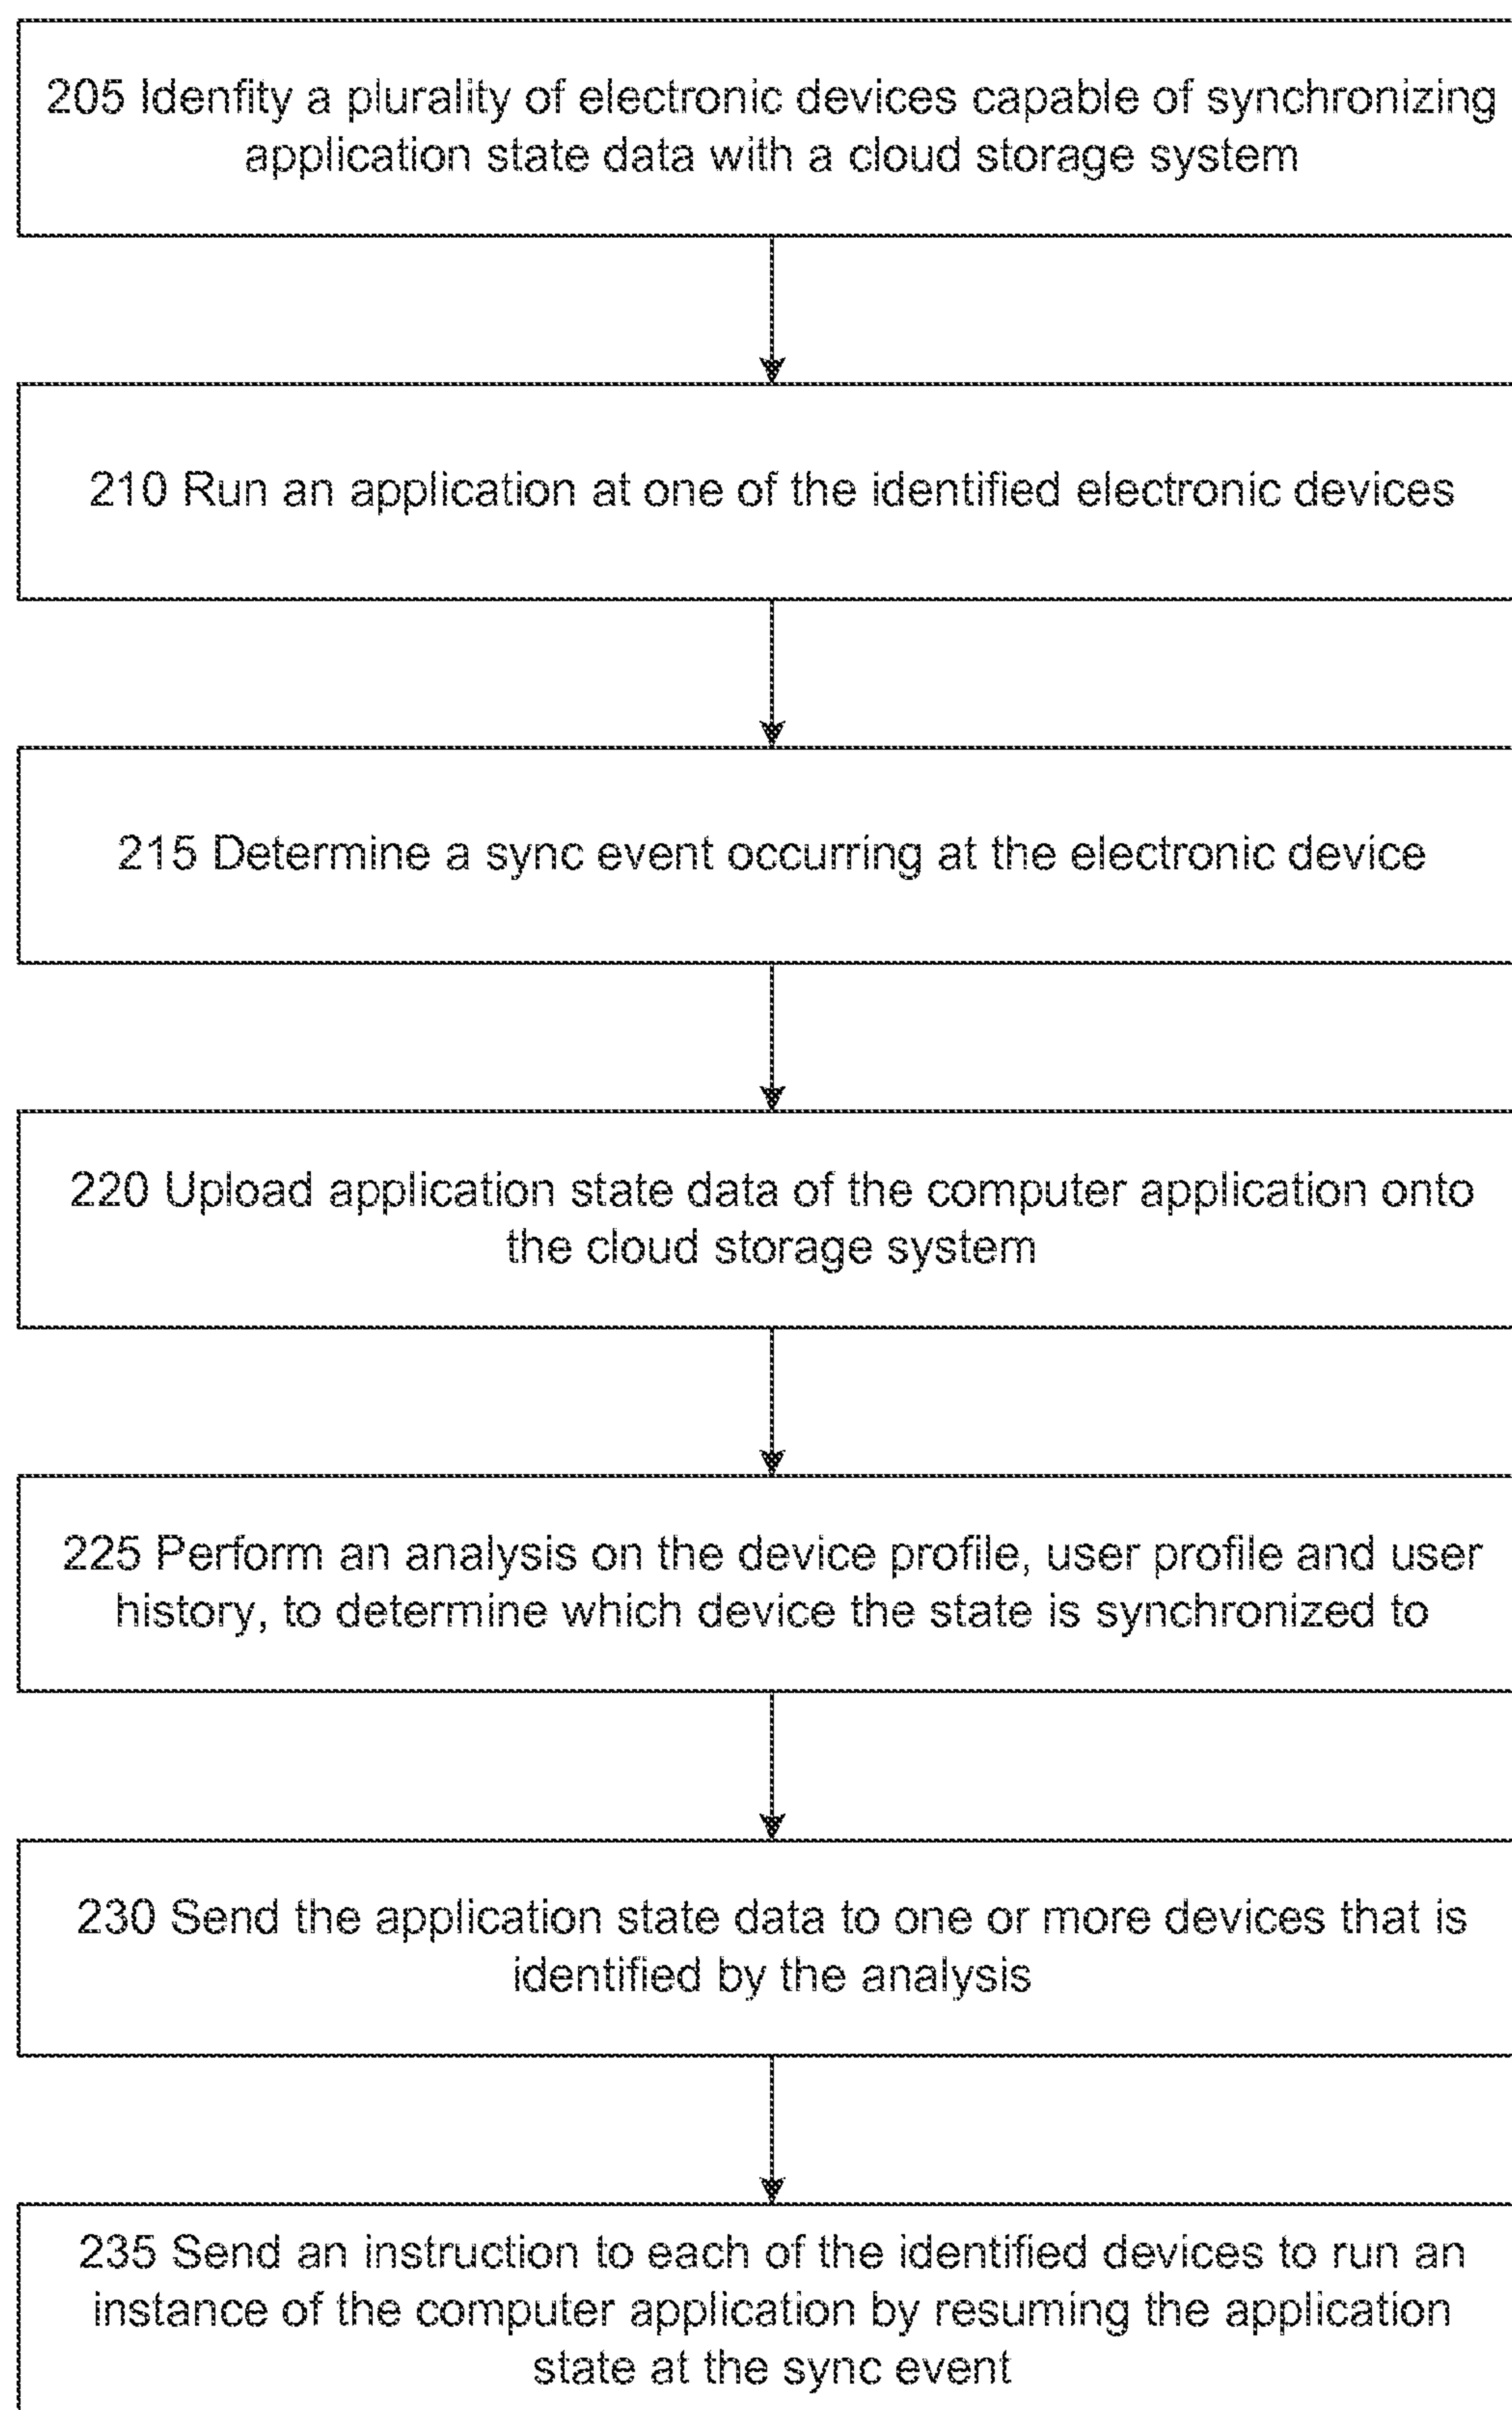 205 Idenfity a plurality of electronic devices capable of synchronizing
application state data with a cloud storage system
210 Run an application at one of the identified electronic devices
215 Determine a sync event occurring at the electronic device
220 Upload application state data of the computer application onto
the cloud storage system
225 Perform an analysis on the device profile, user profile and user
history, to determine which device the state is synchronized to
230 Send the application state data to one or more devices that is
identified by the analysis
235 Send an instruction to each of the identified devices to run an
instance of the computer application by resuming the application
state at the sync event